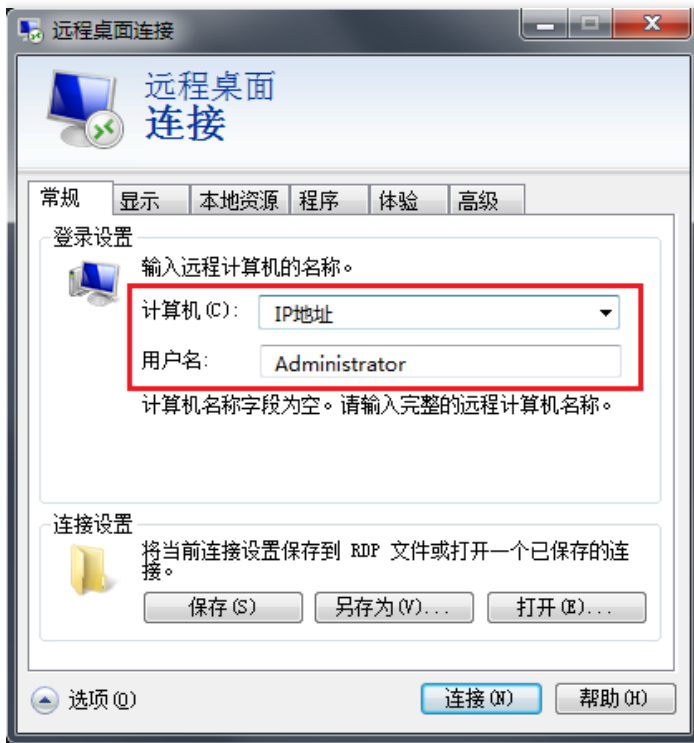 远程桌面连接
远程桌面
连接
常规 显示 本地资源 程序 体验 高级
登录设置
输入远程计算机的名称。
计算机(C): IP地址
用户名: Administrator
计算机名称字段为空。请输入完整的远程计算机名称。
连接设置
将当前连接设置保存到 RDP 文件或打开一个已保存的连
接。
保存(S) 另存为(V)... 打开(E)...
选项(O) 连接(N) 帮助(H)